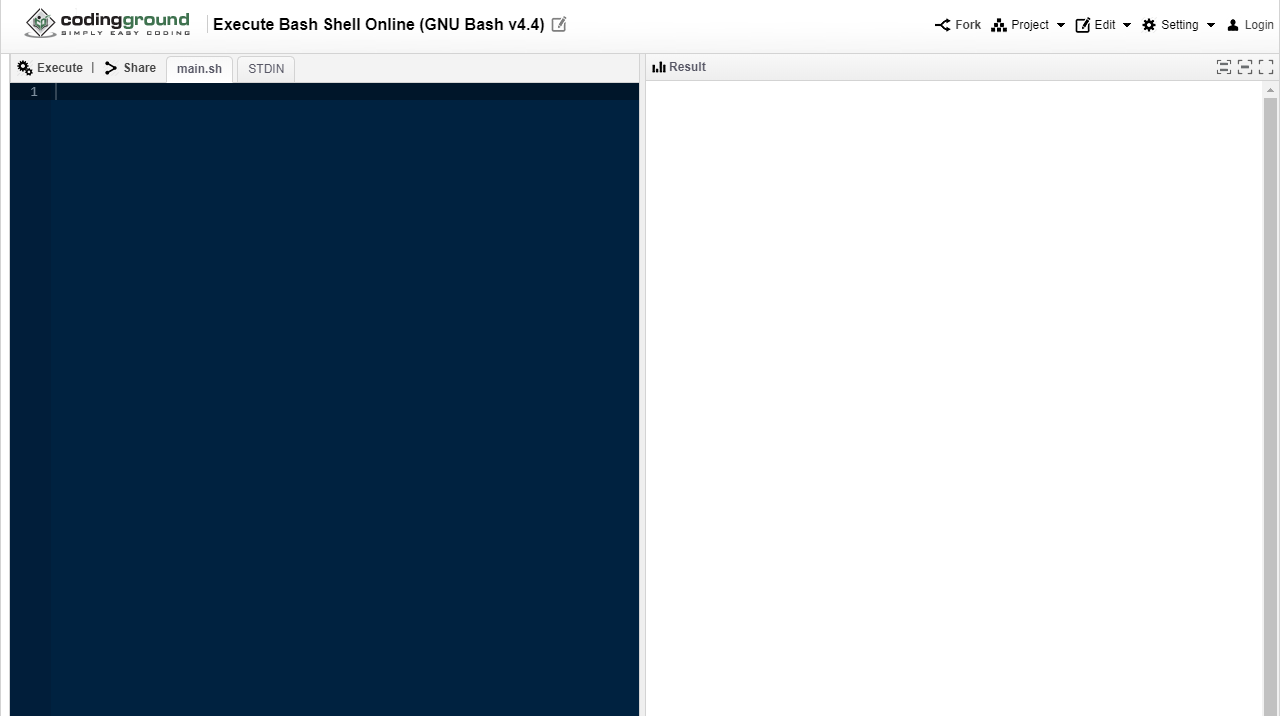 codingground
SIMPLY EASY CODING
Execute Bash Shell Online (GNU Bash v4.4)
Fork
Project
Edit
Setting
Login
Execute | Share
main.sh
STDIN
Result
1